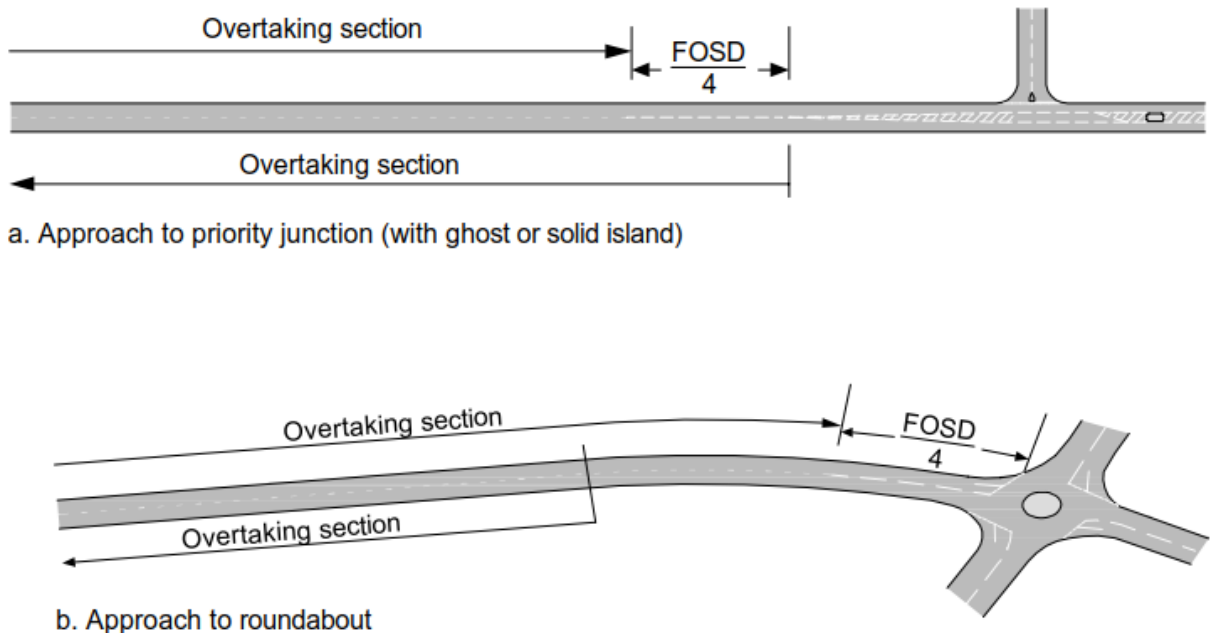 Overtaking section
FOSD
4
Overtaking section
a. Approach to priority junction (with ghost or solid island)
Overtaking section
FOSD
4
Overtaking section
b. Approach to roundabout